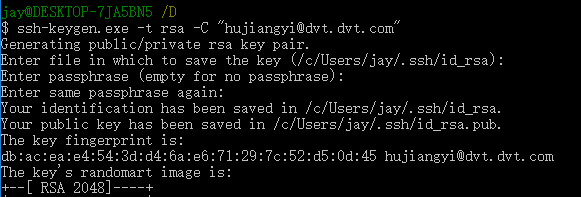 jay@DESKTOP-7JA5BN5 /D
$ ssh-keygen.exe -t rsa -C "hujiangyi@dvt.dvt.com"
Generating public/private rsa key pair.
Enter file in which to save the key (/c/Users/jay/.ssh/id_rsa):
Enter passphrase (empty for no passphrase):
Enter same passphrase again:
Your identification has been saved in /c/Users/jay/.ssh/id_rsa.
Your public key has been saved in /c/Users/jay/.ssh/id_rsa.pub.
The key fingerprint is:
db:ac:ea:e4:54:3d:d4:6a:e6:71:29:7c:52:d5:0d:45 hujiangyi@dvt.dvt.com
The key's randomart image is:
+--[ RSA 2048]----+